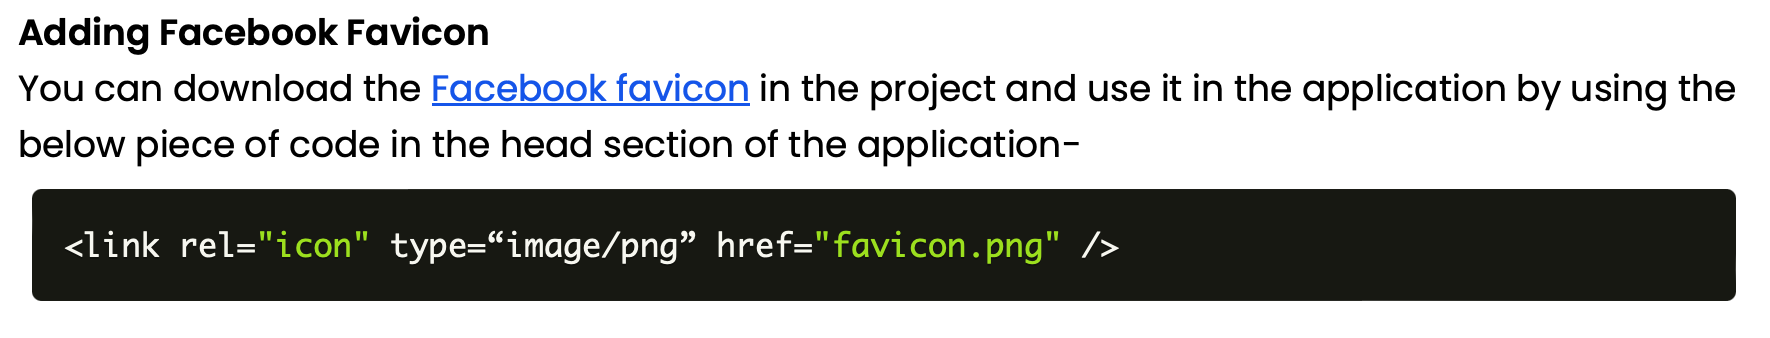 Adding Facebook Favicon
You can download the Facebook favicon in the project and use it in the application by using the
below piece of code in the head section of the application-
<link rel="icon" type=“image/png” href="favicon.png" />